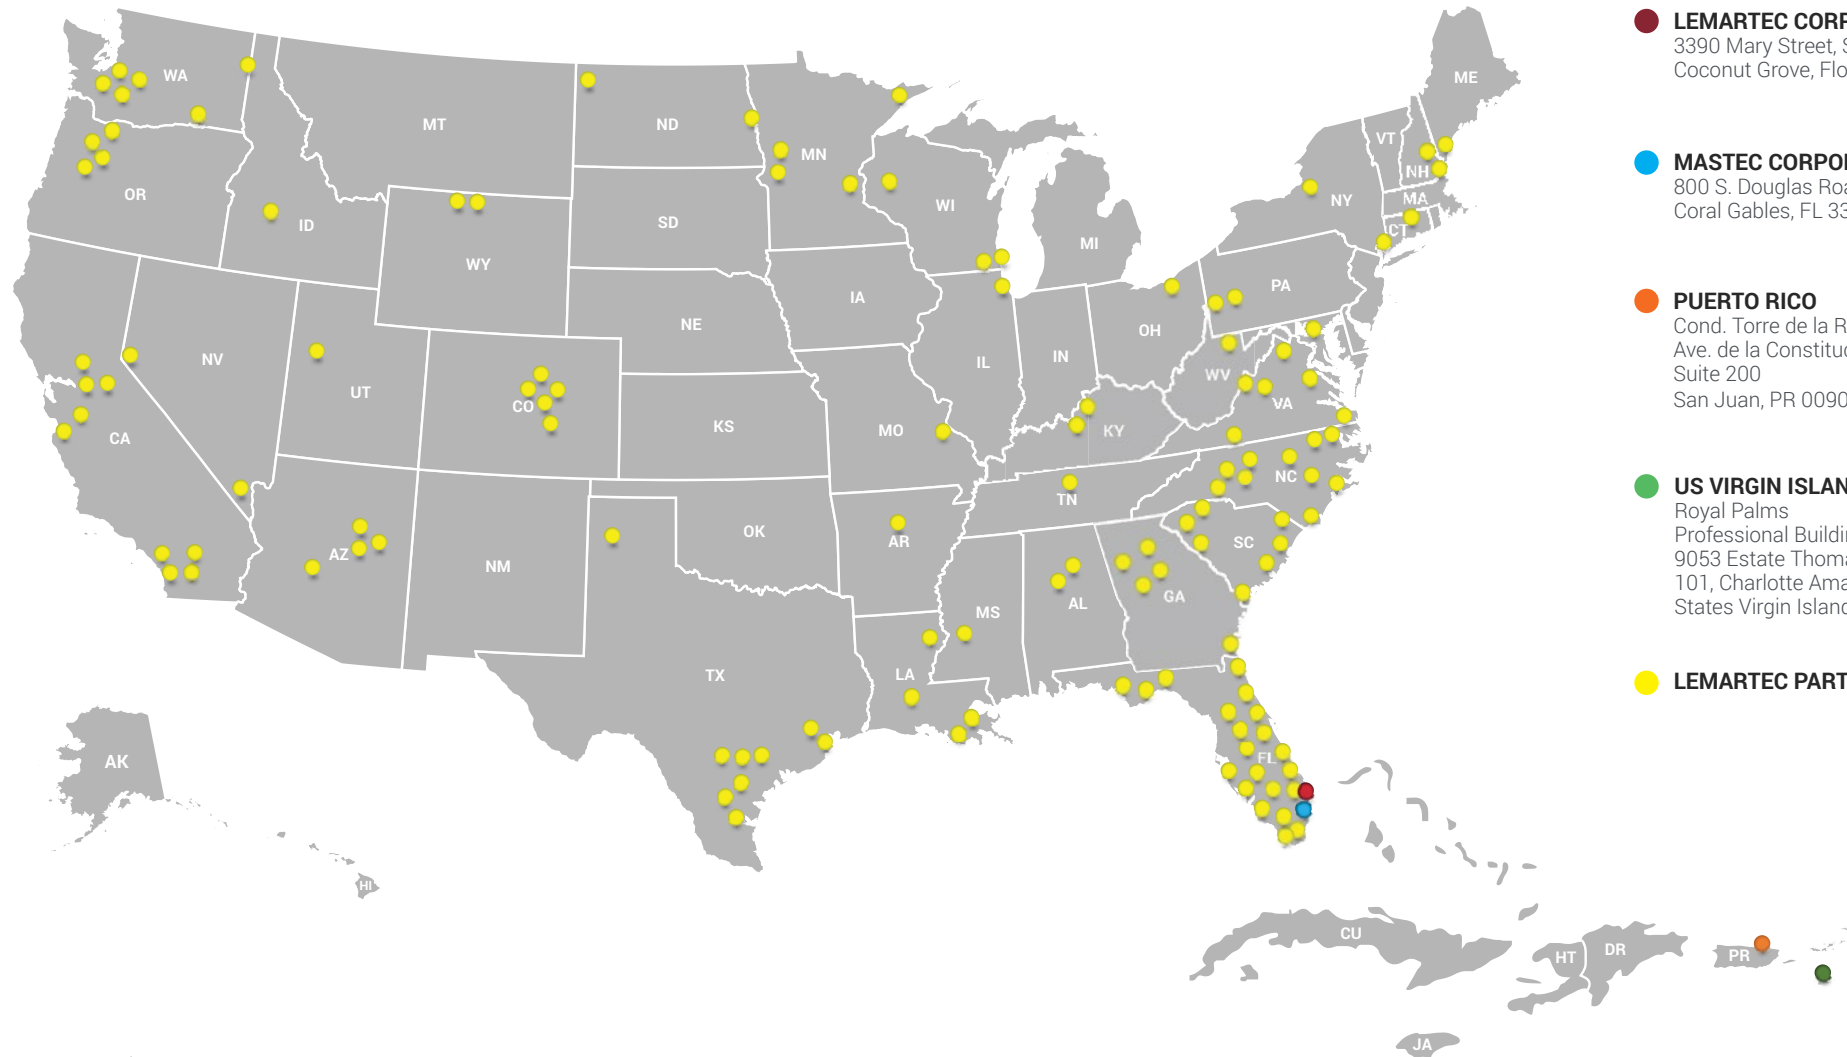 WA
MT
ND
MN
OR
ID
WY
SD
WI
MI
ME
VT
NH
NY
MA
CT
PA
NE
IA
IL
IN
OH
NV
UT
CO
KS
MO
KY
WV
VA
CA
AZ
NM
OK
AR
TN
NC
SC
TX
LA
MS
AL
GA
FL
AK
HI
CU
HT
DR
PR
JA
LEMARTEC CORP
3390 Mary Street, S
Coconut Grove, Flo
MASTEC CORPO
800 S. Douglas Roa
Coral Gables, FL 33
PUERTO RICO
Cond. Torre de la R
Ave. de la Constituc
Suite 200
San Juan, PR 0090
US VIRGIN ISLAN
Royal Palms
Professional Buildin
9053 Estate Thoma
101, Charlotte Ama
States Virgin Island
LEMARTEC PART